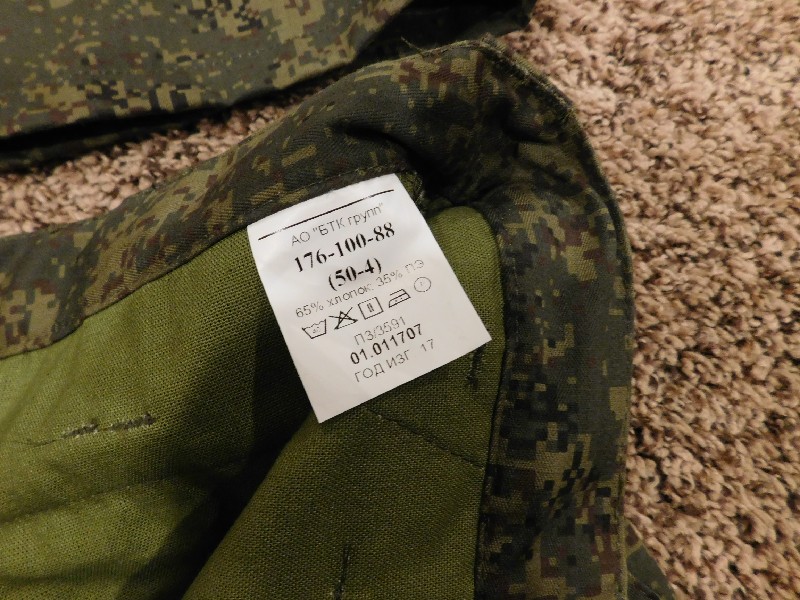 АО "БТК групп"
176-100-88
(50-4)
65% хлопок 35% ПЭ
ПЗ/3591
01.011707
ГОД ИЗГ. 17